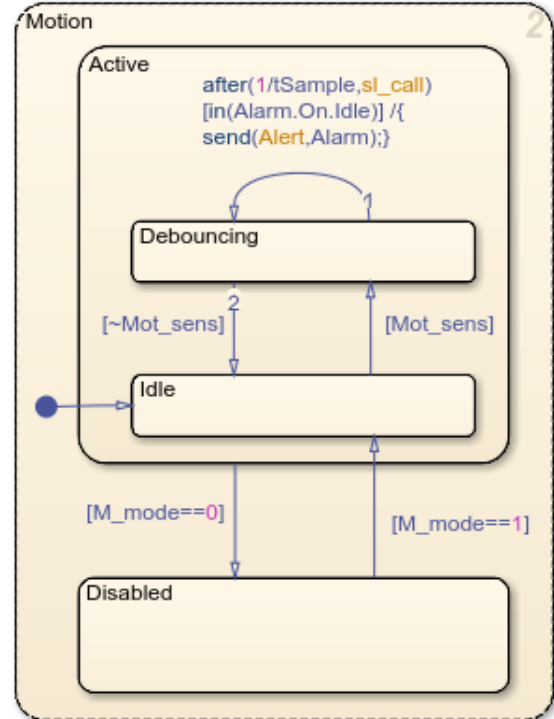 Motion
2
Active
after(1/tSample,sl_call)
[in(Alarm.On.Idle)] /{
send(Alert,Alarm);}
1
Debouncing
2
[~Mot_sens]
[Mot_sens]
Idle
[M_mode==0]
[M_mode==1]
Disabled